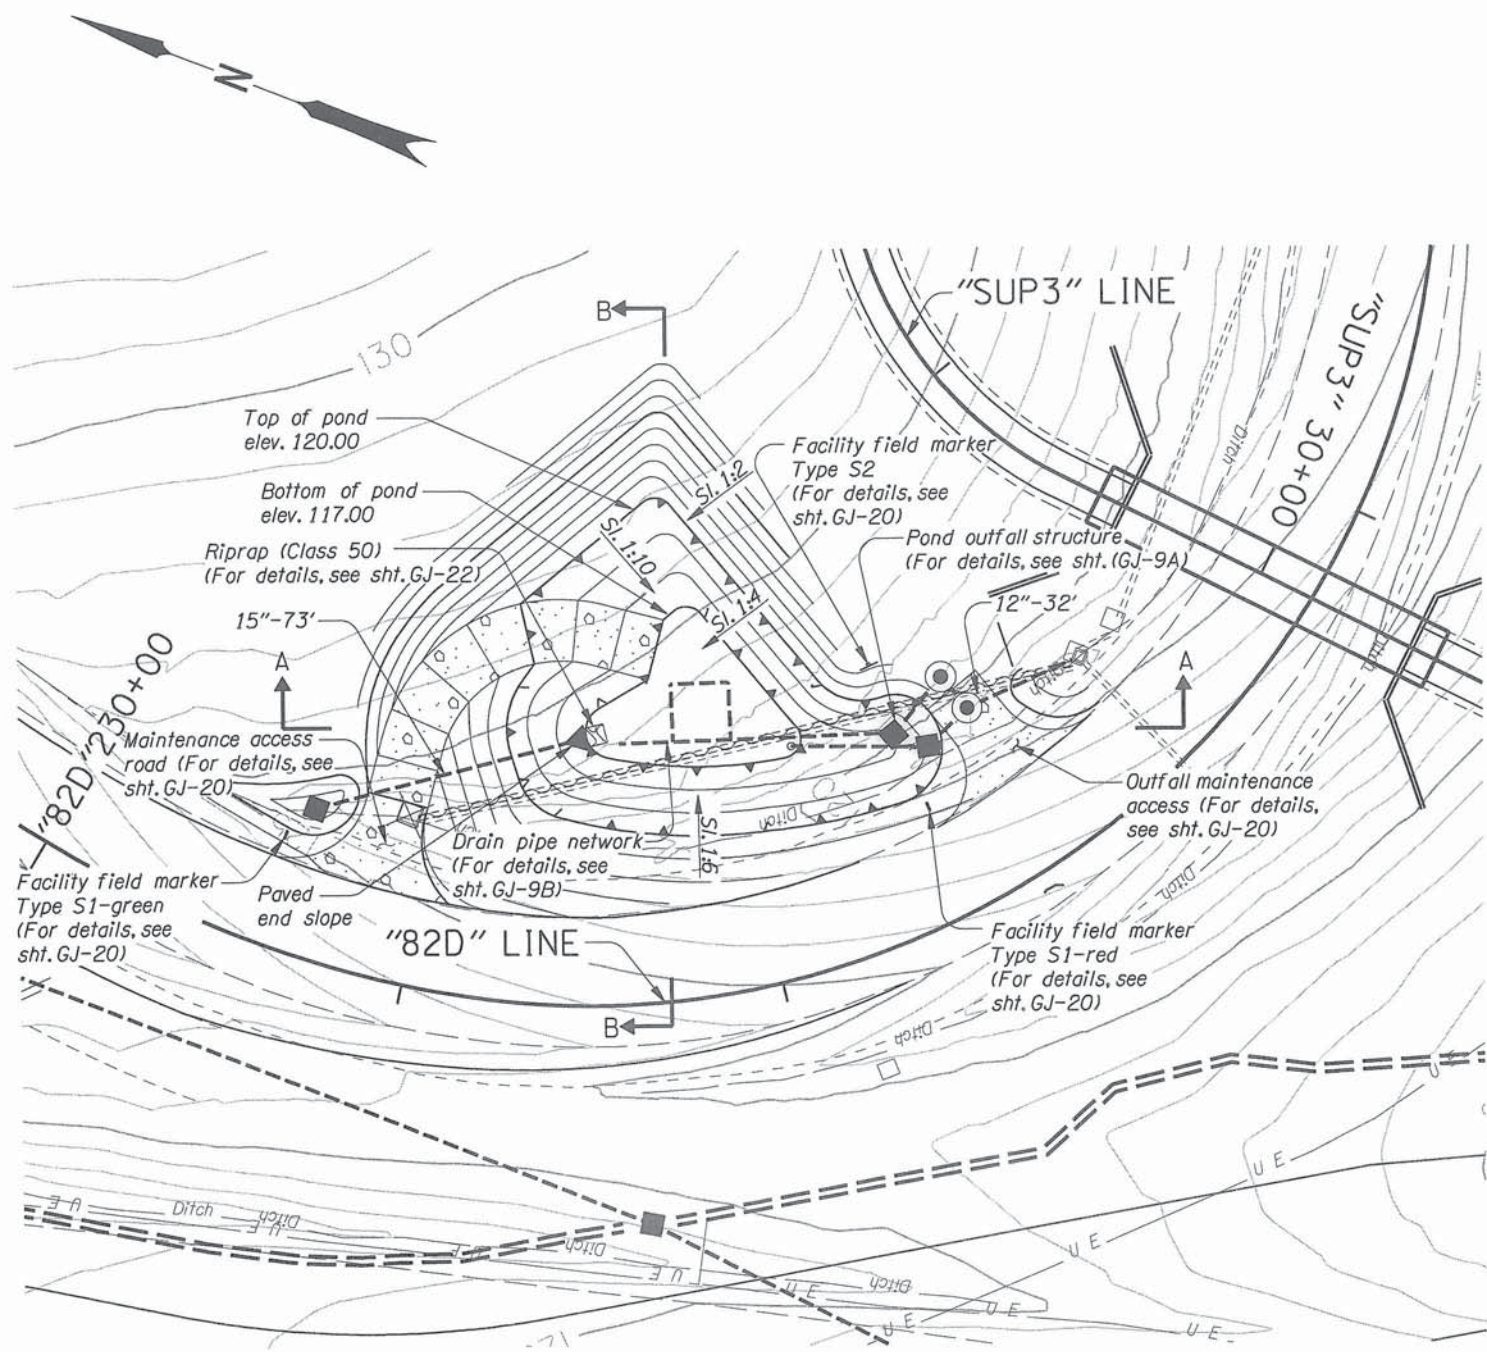 N
"SUP3" LINE
B
130
"SUP3" 30+00
Ditch
Top of pond
elev. 120.00
Facility field marker
Type S2
(For details, see
sht. GJ-20)
Sl. 1:2
Bottom of pond
elev. 117.00
Sl. 1:10
Pond outfall structure
(For details, see sht. (GJ-9A)
Riprap (Class 50)
(For details, see sht. GJ-22)
Sl. 1:4
12"-32'
15"-73'
Ditch
Ditch
A
A
"82D" 230+00
Maintenance access
road (For details, see
sht. GJ-20)
Outfall maintenance
access (For details,
see sht. GJ-20)
Ditch
Drain pipe network
(For details, see
sht. GJ-9B)
Sl. 1:6
Facility field marker
Type S1-green
(For details, see
sht. GJ-20)
Paved
end slope
Ditch
"82D" LINE
Facility field marker
Type S1-red
(For details, see
sht. GJ-20)
B
Ditch
U
U E
U E
U E
Ditch
Ditch
U E
Ditch
U E
U E
Ditch
U E
U E
U E
121